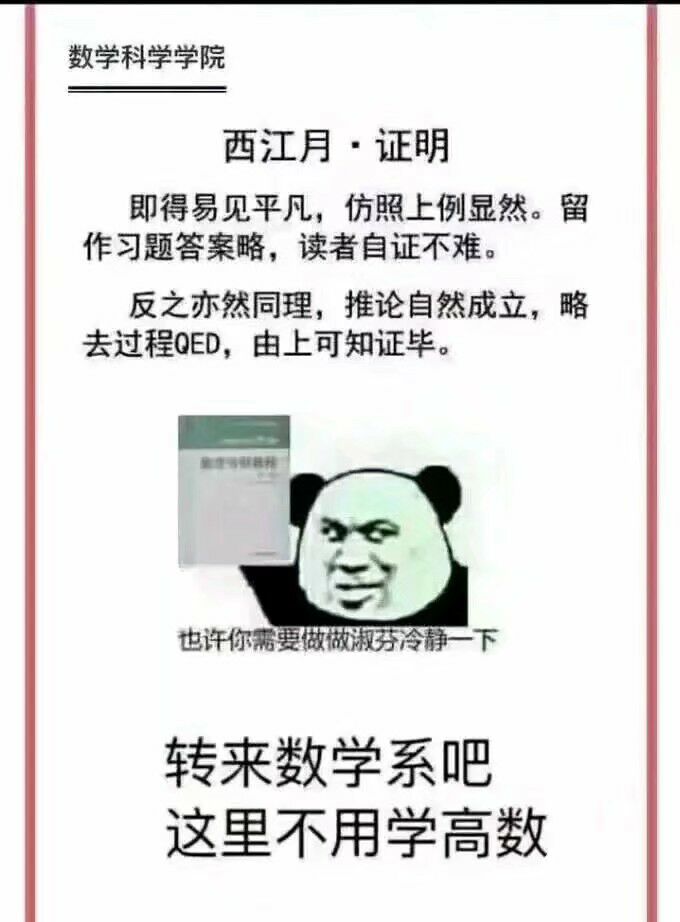 数学科学学院
西江月·证明
即得易见平凡，仿照上例显然。留
作习题答案略，读者自证不难。
反之亦然同理，推论自然成立，略
去过程QED，由上可知证毕。
也许你需要做做淑芬冷静一下
转来数学系吧
这里不用学高数